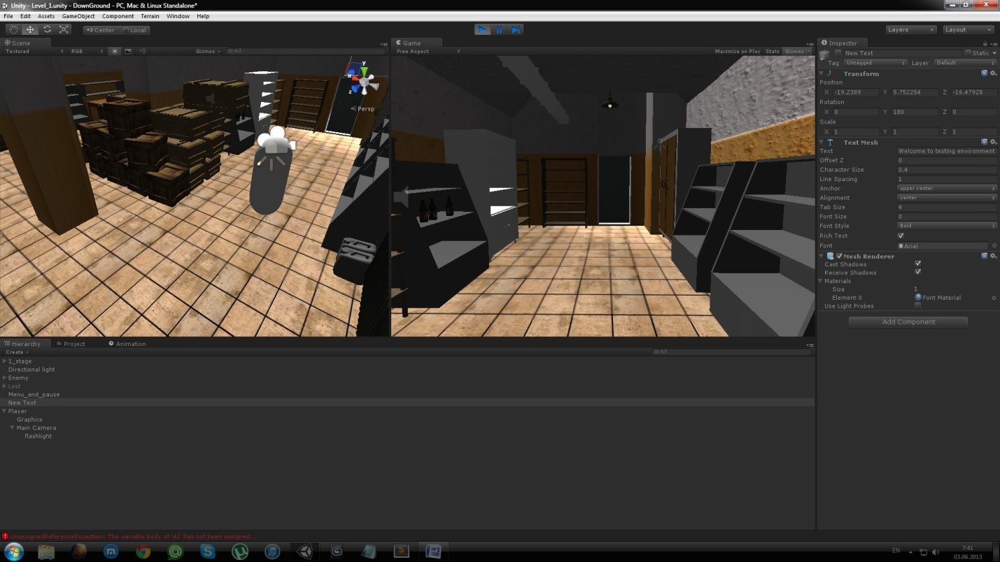 Unity - Level_1.unity - DownGround - PC, Mac & Linux Standalone*
File Edit Assets GameObject Component Terrain Window Help
Center Local Layers Layout
Scene
Textured RGB Gizmos All
y
x
z
Persp
Game
Free Aspect Maximize on Play Stats Gizmos
Inspector
New Text Static
Tag Untagged Layer Default
Transform
Position
X -19.2389 Y 5.752254 Z -16.47928
Rotation
X 0 Y 180 Z 0
Scale
X 1 Y 1 Z 1
Text Mesh
Text Welcome to testing environment
Offset Z 0
Character Size 0.4
Line Spacing 1
Anchor upper center
Alignment center
Tab Size 4
Font Size 0
Font Style Bold
Rich Text
Font Arial
Mesh Renderer
Cast Shadows
Receive Shadows
Materials
Size 1
Element 0 Font Material
Use Light Probes
Add Component
Hierarchy Project Animation
Create All
1_stage
Directional light
Enemy
Lost
Menu_and_pause
New Text
Player
Graphics
Main Camera
flashlight
UnassignedReferenceException: The variable body of 'AI' has not been assigned.
EN 7:41
03.06.2013